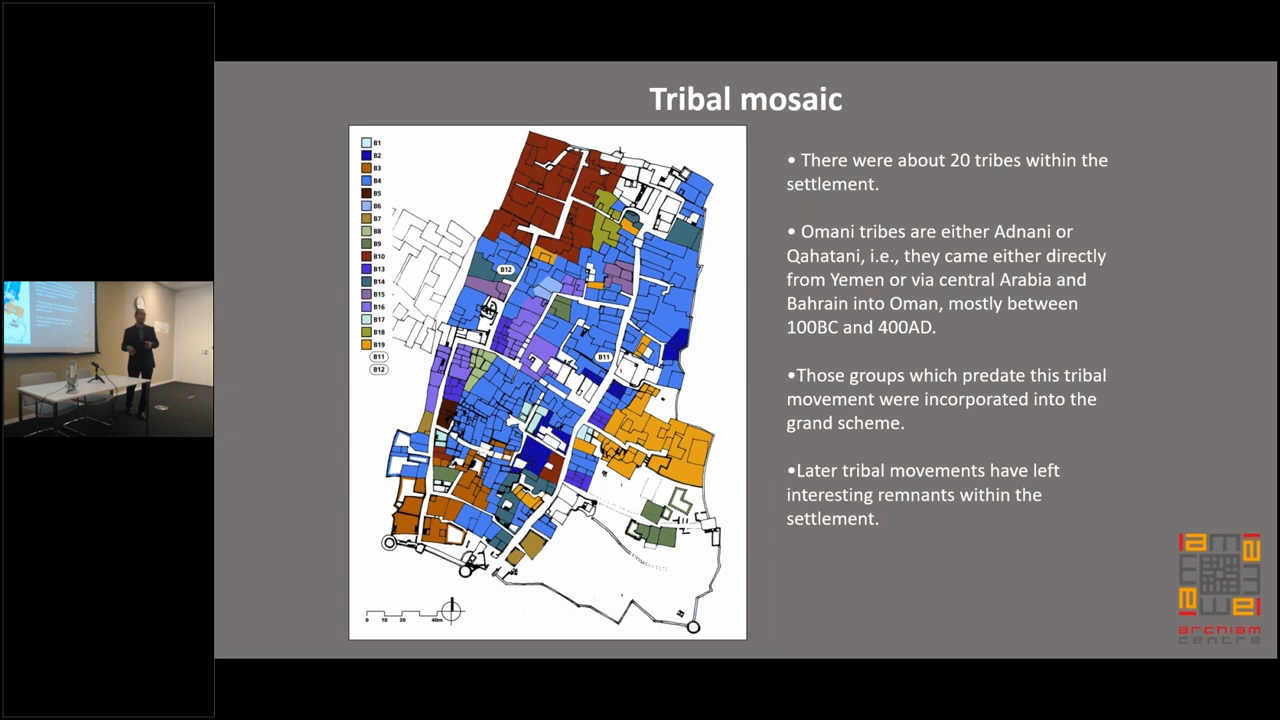 Tribal mosaic
B1
B2
B3
B4
B5
B6
B7
B8
B9
B10
B13
B14
B15
B16
B17
B18
B19
B11
B12
B12
B11
0 10 20 40m
• There were about 20 tribes within the
settlement.
• Omani tribes are either Adnani or
Qahatani, i.e., they came either directly
from Yemen or via central Arabia and
Bahrain into Oman, mostly between
100BC and 400AD.
•Those groups which predate this tribal
movement were incorporated into the
grand scheme.
•Later tribal movements have left
interesting remnants within the
settlement.
archiam
centre